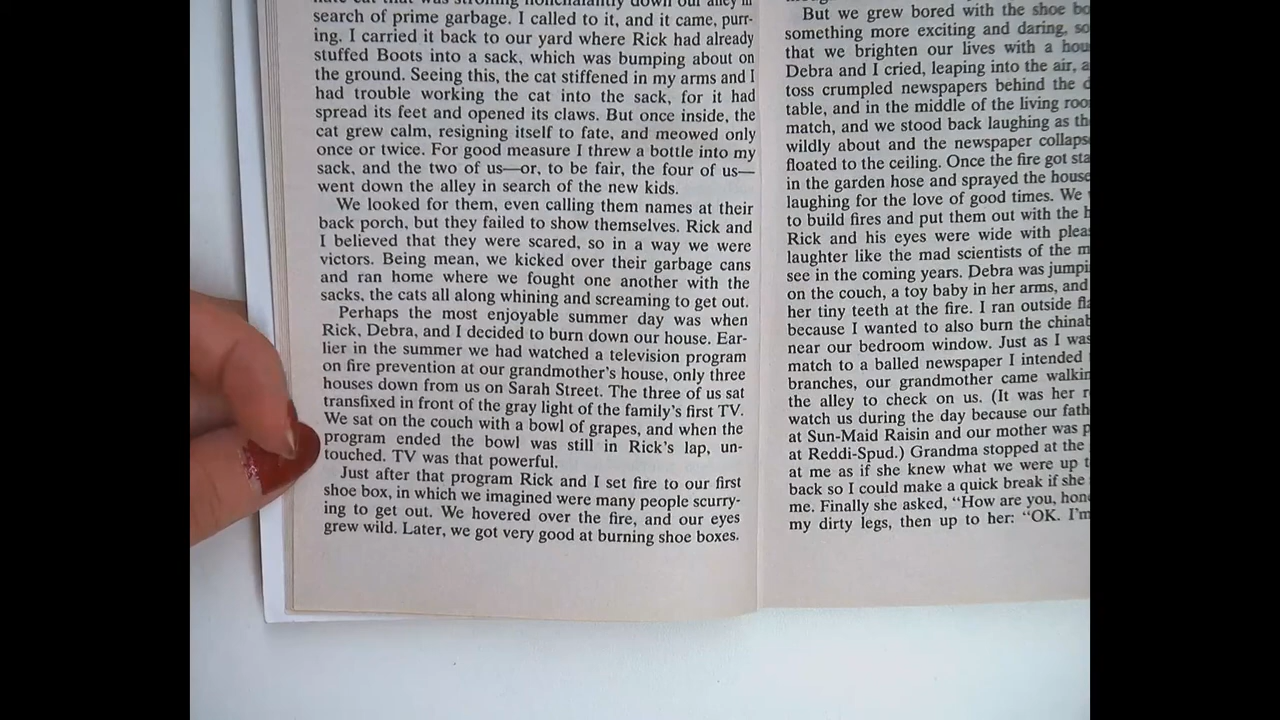 that was strolling nonchalantly down our alley in
search of prime garbage. I called to it, and it came, purr-
ing. I carried it back to our yard where Rick had already
stuffed Boots into a sack, which was bumping about on
the ground. Seeing this, the cat stiffened in my arms and I
had trouble working the cat into the sack, for it had
spread its feet and opened its claws. But once inside, the
cat grew calm, resigning itself to fate, and meowed only
once or twice. For good measure I threw a bottle into my
sack, and the two of us—or, to be fair, the four of us—
went down the alley in search of the new kids.
We looked for them, even calling them names at their
back porch, but they failed to show themselves. Rick and
I believed that they were scared, so in a way we were
victors. Being mean, we kicked over their garbage cans
and ran home where we fought one another with the
sacks, the cats all along whining and screaming to get out.
Perhaps the most enjoyable summer day was when
Rick, Debra, and I decided to burn down our house. Ear-
lier in the summer we had watched a television program
on fire prevention at our grandmother's house, only three
houses down from us on Sarah Street. The three of us sat
transfixed in front of the gray light of the family's first TV.
We sat on the couch with a bowl of grapes, and when the
program ended the bowl was still in Rick's lap, un-
touched. TV was that powerful.
Just after that program Rick and I set fire to our first
shoe box, in which we imagined were many people scurry-
ing to get out. We hovered over the fire, and our eyes
grew wild. Later, we got very good at burning shoe boxes.
But we grew bored with the shoe
something more exciting and daring,
that we brighten our lives with a
Debra and I cried, leaping into the air,
toss crumpled newspapers behind the
table, and in the middle of the living
match, and we stood back laughing as
wildly about and the newspaper
floated to the ceiling. Once the fire got
in the garden hose and sprayed the house
laughing for the love of good times. We
to build fires and put them out with the
Rick and his eyes were wide with
laughter like the mad scientists of the
see in the coming years. Debra was
on the couch, a toy baby in her arms, and
her tiny teeth at the fire. I ran outside
because I wanted to also burn the
near our bedroom window. Just as I was
match to a balled newspaper I intended
branches, our grandmother came
the alley to check on us. (It was her
watch us during the day because our
at Sun-Maid Raisin and our mother was
at Reddi-Spud.) Grandma stopped at the
at me as if she knew what we were up
back so I could make a quick break if she
me. Finally she asked, "How are you,
my dirty legs, then up to her: "OK. I'm